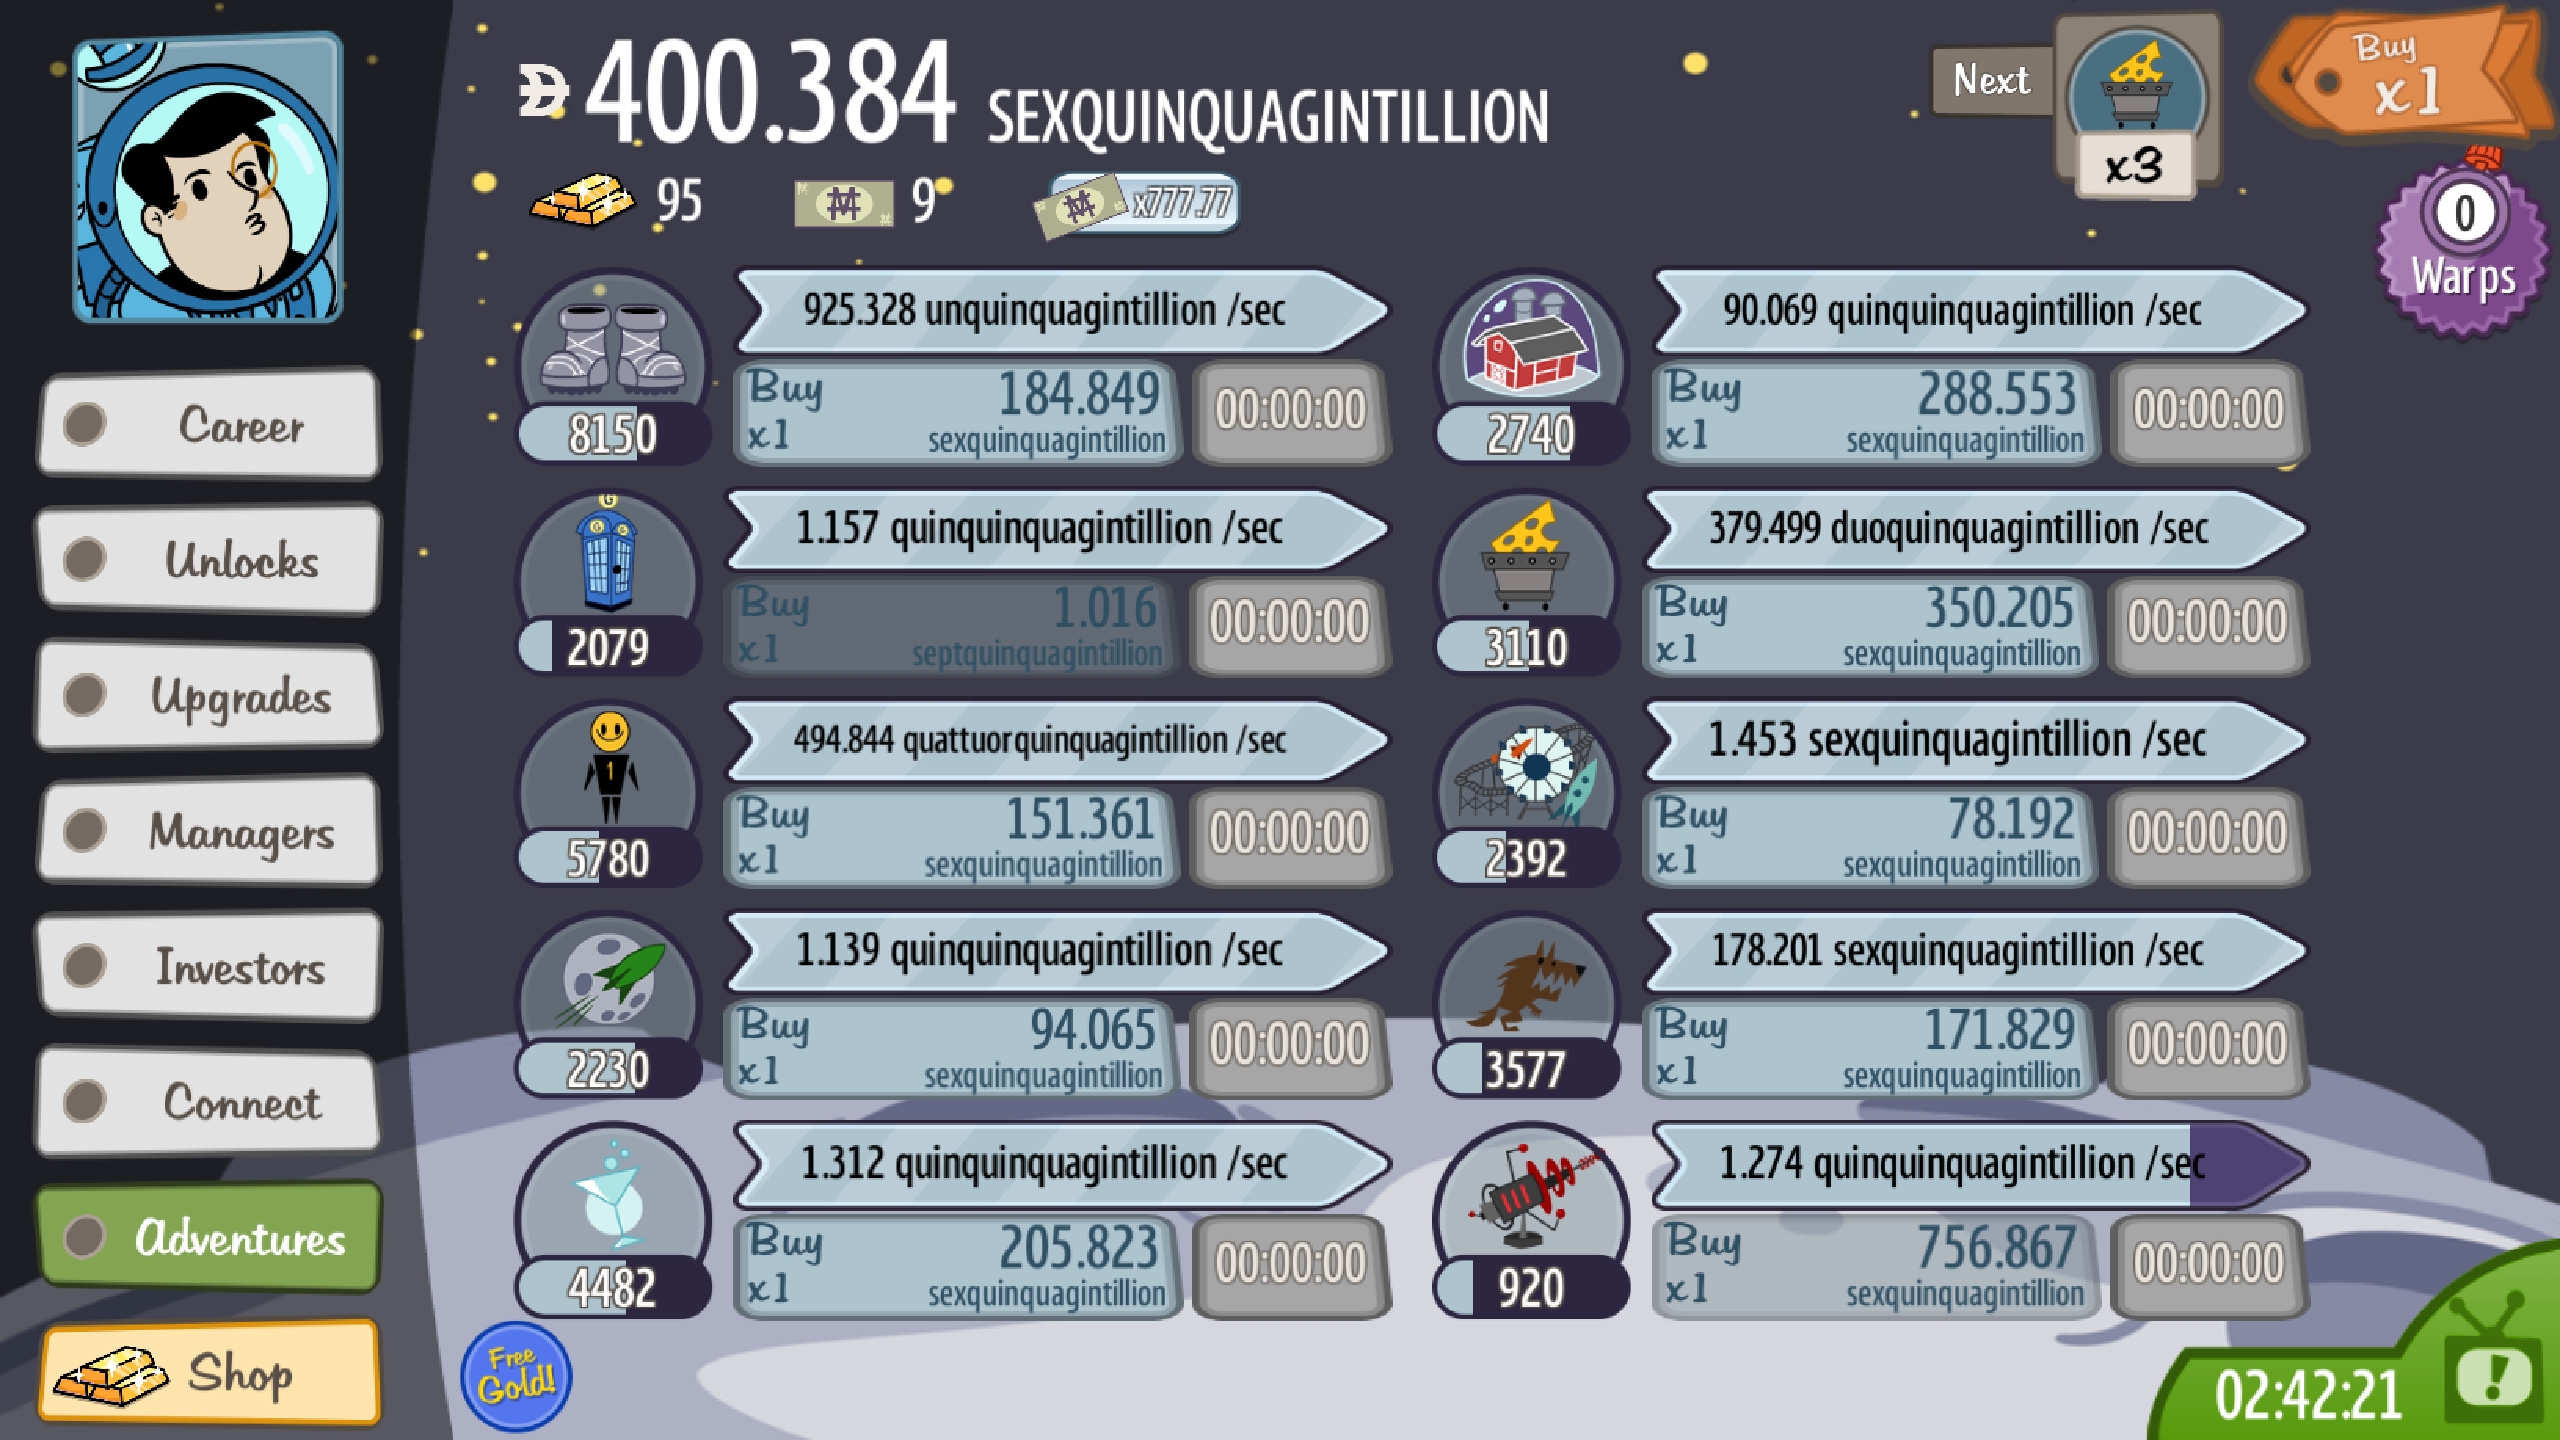 400.384 SEXQUINQUAGINTILLION
95
9
x777.77
Next
x3
Buy
x1
0
Warps
Career
Unlocks
Upgrades
Managers
Investors
Connect
Adventures
Shop
8150
925.328 unquinquagintillion /sec
Buy
x1
184.849
sexquinquagintillion
00:00:00
2740
90.069 quinquinquagintillion /sec
Buy
x1
288.553
sexquinquagintillion
00:00:00
2079
1.157 quinquinquagintillion /sec
Buy
x1
1.016
septquinquagintillion
00:00:00
3110
379.499 duoquinquagintillion /sec
Buy
x1
350.205
sexquinquagintillion
00:00:00
1
5780
494.844 quattuorquinquagintillion /sec
Buy
x1
151.361
sexquinquagintillion
00:00:00
2392
1.453 sexquinquagintillion /sec
Buy
x1
78.192
sexquinquagintillion
00:00:00
2230
1.139 quinquinquagintillion /sec
Buy
x1
94.065
sexquinquagintillion
00:00:00
3577
178.201 sexquinquagintillion /sec
Buy
x1
171.829
sexquinquagintillion
00:00:00
4482
1.312 quinquinquagintillion /sec
Buy
x1
205.823
sexquinquagintillion
00:00:00
920
1.274 quinquinquagintillion /sec
Buy
x1
756.867
sexquinquagintillion
00:00:00
Free
Gold!
02:42:21
!